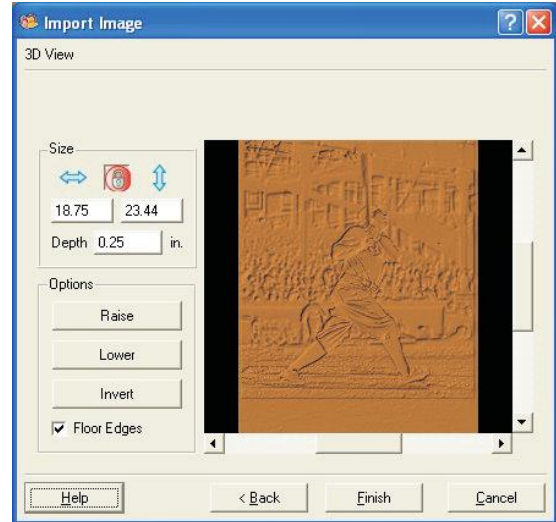 Import Image
3D View
Size
18.75 23.44
Depth 0.25 in.
Options
Raise
Lower
Invert
Floor Edges
Help < Back Finish Cancel